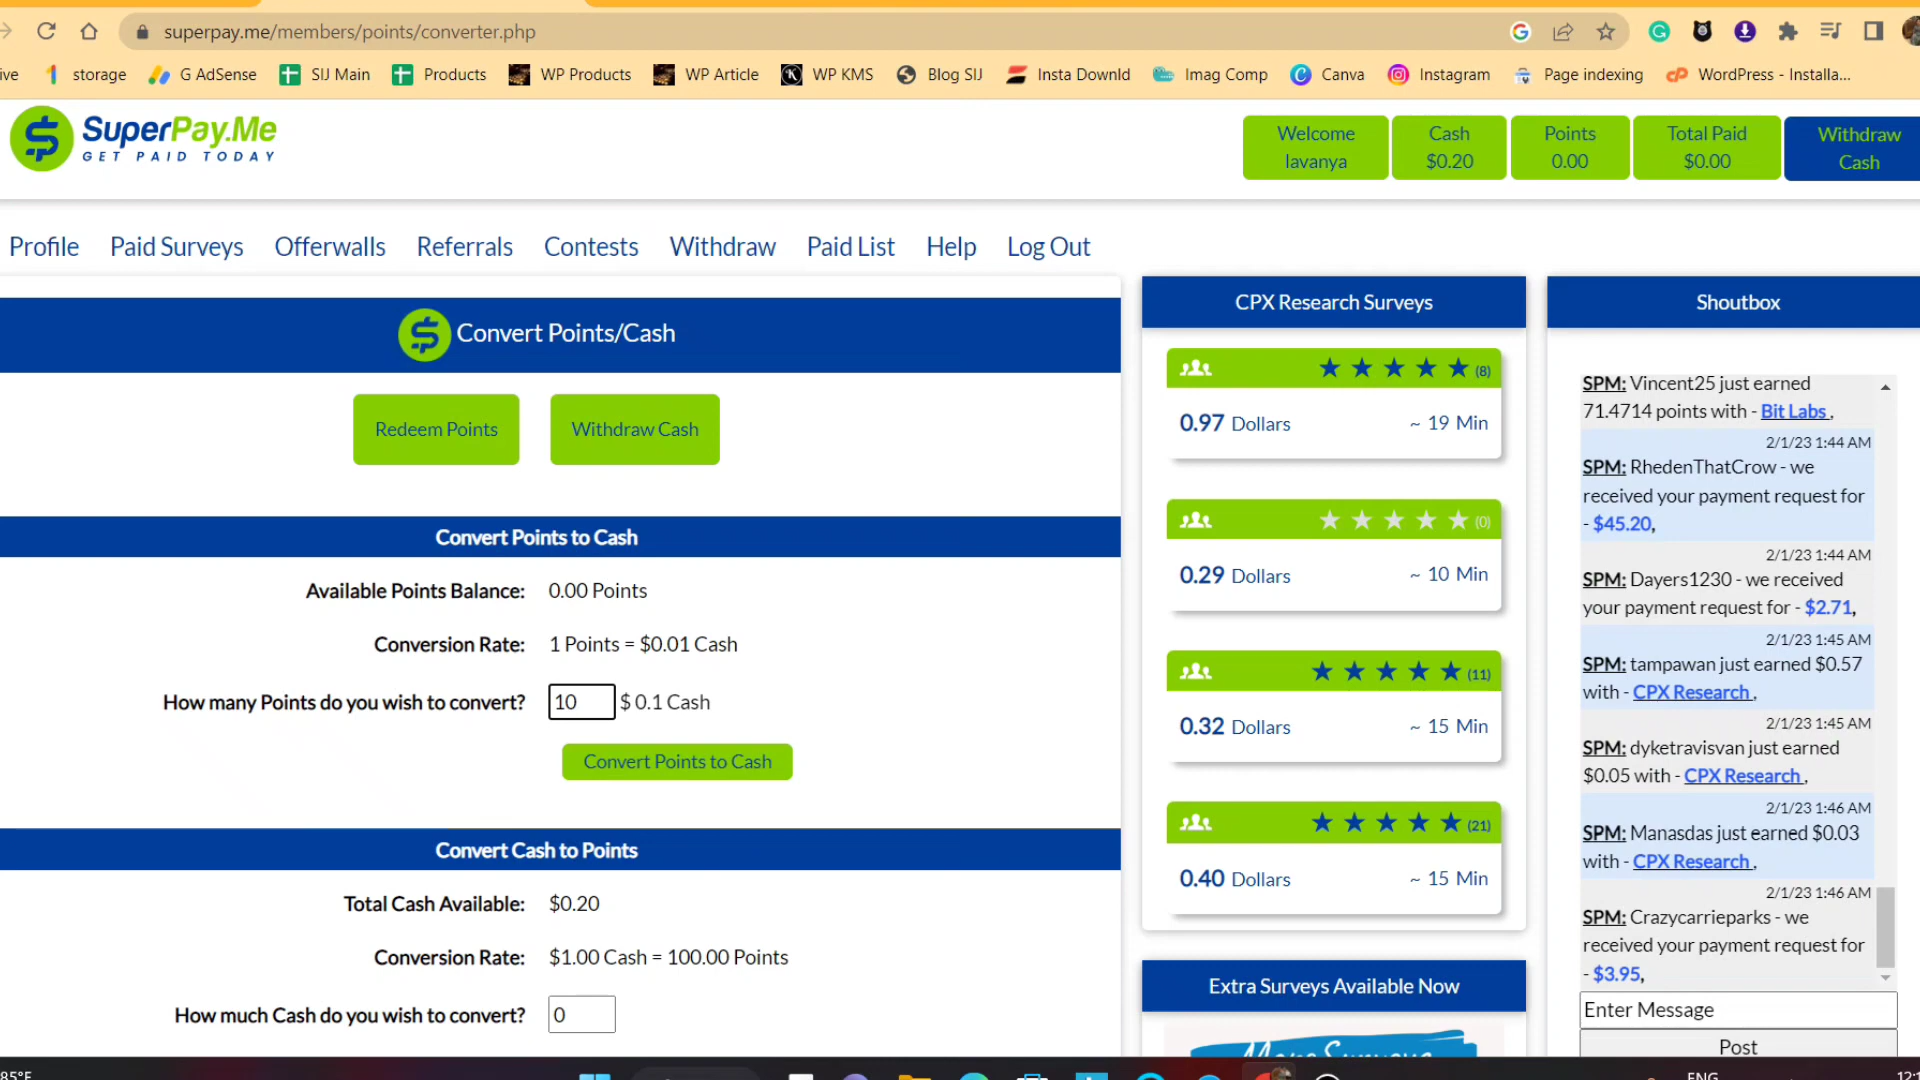 superpay.me/members/points/converter.php
ive storage G AdSense SIJ Main Products WP Products WP Article WP KMS Blog SIJ Insta Downld Imag Comp Canva Instagram Page indexing WordPress - Installa...
SuperPay.Me
GET PAID TODAY
Welcome lavanya
Cash $0.20
Points 0.00
Total Paid $0.00
Withdraw Cash
Profile Paid Surveys Offerwalls Referrals Contests Withdraw Paid List Help Log Out
Convert Points/Cash
Redeem Points Withdraw Cash
Convert Points to Cash
Available Points Balance: 0.00 Points
Conversion Rate: 1 Points = $0.01 Cash
How many Points do you wish to convert? 10 $ 0.1 Cash
Convert Points to Cash
Convert Cash to Points
Total Cash Available: $0.20
Conversion Rate: $1.00 Cash = 100.00 Points
How much Cash do you wish to convert? 0
CPX Research Surveys
(8)
0.97 Dollars ~ 19 Min
(0)
0.29 Dollars ~ 10 Min
(11)
0.32 Dollars ~ 15 Min
(21)
0.40 Dollars ~ 15 Min
Extra Surveys Available Now
Shoutbox
SPM: Vincent25 just earned
71.4714 points with - Bit Labs ,
2/1/23 1:44 AM
SPM: RhedenThatCrow - we
received your payment request for
- $45.20,
2/1/23 1:44 AM
SPM: Dayers1230 - we received
your payment request for - $2.71,
2/1/23 1:45 AM
SPM: tampawan just earned $0.57
with - CPX Research ,
2/1/23 1:45 AM
SPM: dyketravisvan just earned
$0.05 with - CPX Research ,
2/1/23 1:46 AM
SPM: Manasdas just earned $0.03
with - CPX Research ,
2/1/23 1:46 AM
SPM: Crazycarrieparks - we
received your payment request for
- $3.95,
Enter Message
Post
85°F
ENG